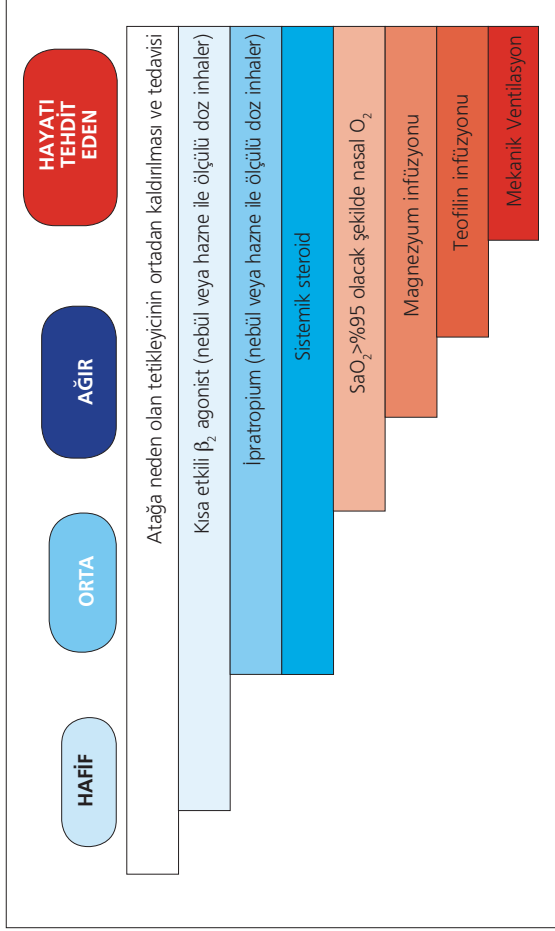 HAFİF
ORTA
AĞIR
HAYATI
TEHDİT
EDEN
Atağa neden olan tetikleyicinin ortadan kaldırılması ve tedavisi
Kısa etkili β₂ agonist (nebül veya hazne ile ölçülü doz inhaler)
İpratropium (nebül veya hazne ile ölçülü doz inhaler)
Sistemik steroid
SaO₂>%95 olacak şekilde nasal O₂
Magnezyum infüzyonu
Teofilin infüzyonu
Mekanik Ventilasyon